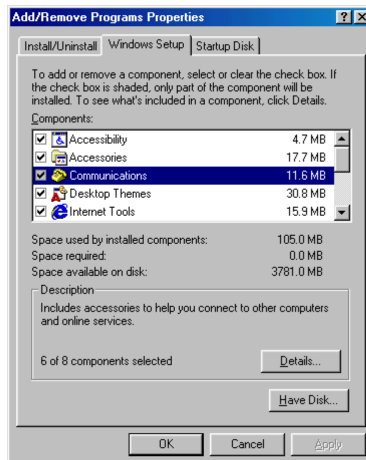 Add/Remove Programs Properties
Install/Uninstall Windows Setup Startup Disk
To add or remove a component, select or clear the check box. If
the check box is shaded, only part of the component will be
installed. To see what's included in a component, click Details.
Components:
Accessibility 4.7 MB
Accessories 17.7 MB
Communications 11.6 MB
Desktop Themes 30.8 MB
Internet Tools 15.9 MB
Space used by installed components: 105.0 MB
Space required: 0.0 MB
Space available on disk: 3781.0 MB
Description
Includes accessories to help you connect to other computers
and online services.
6 of 8 components selected Details...
Have Disk...
OK Cancel Apply